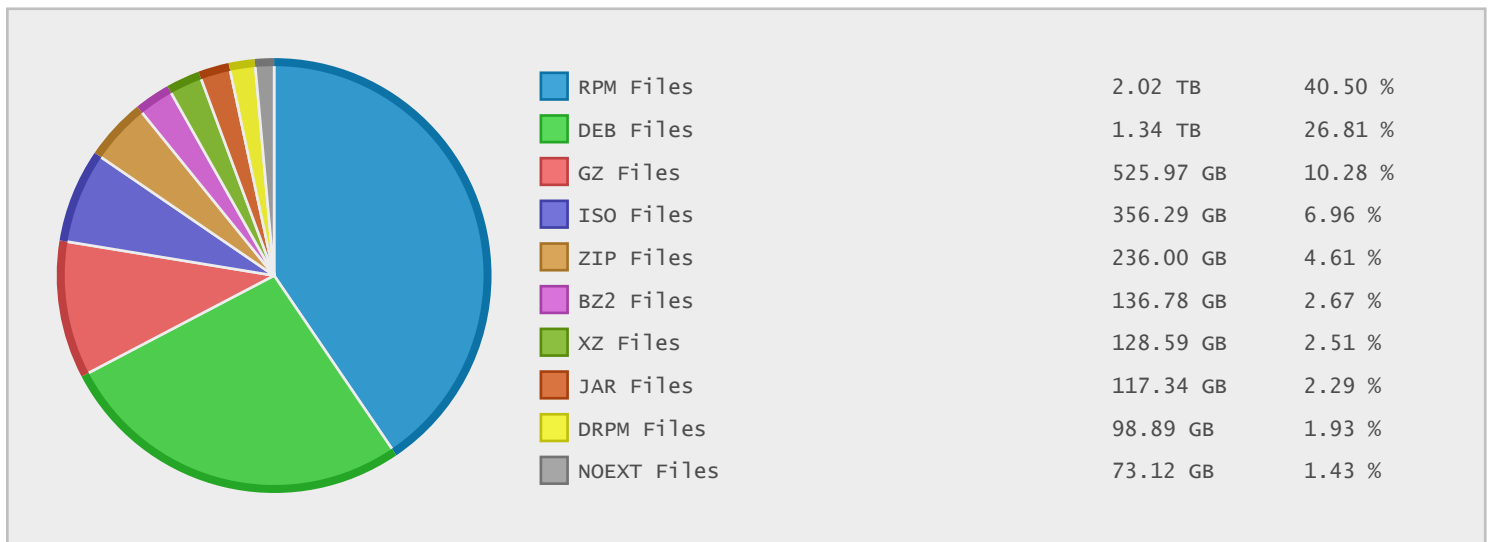 RPM Files 2.02 TB 40.50 %
DEB Files 1.34 TB 26.81 %
GZ Files 525.97 GB 10.28 %
ISO Files 356.29 GB 6.96 %
ZIP Files 236.00 GB 4.61 %
BZ2 Files 136.78 GB 2.67 %
XZ Files 128.59 GB 2.51 %
JAR Files 117.34 GB 2.29 %
DRPM Files 98.89 GB 1.93 %
NOEXT Files 73.12 GB 1.43 %